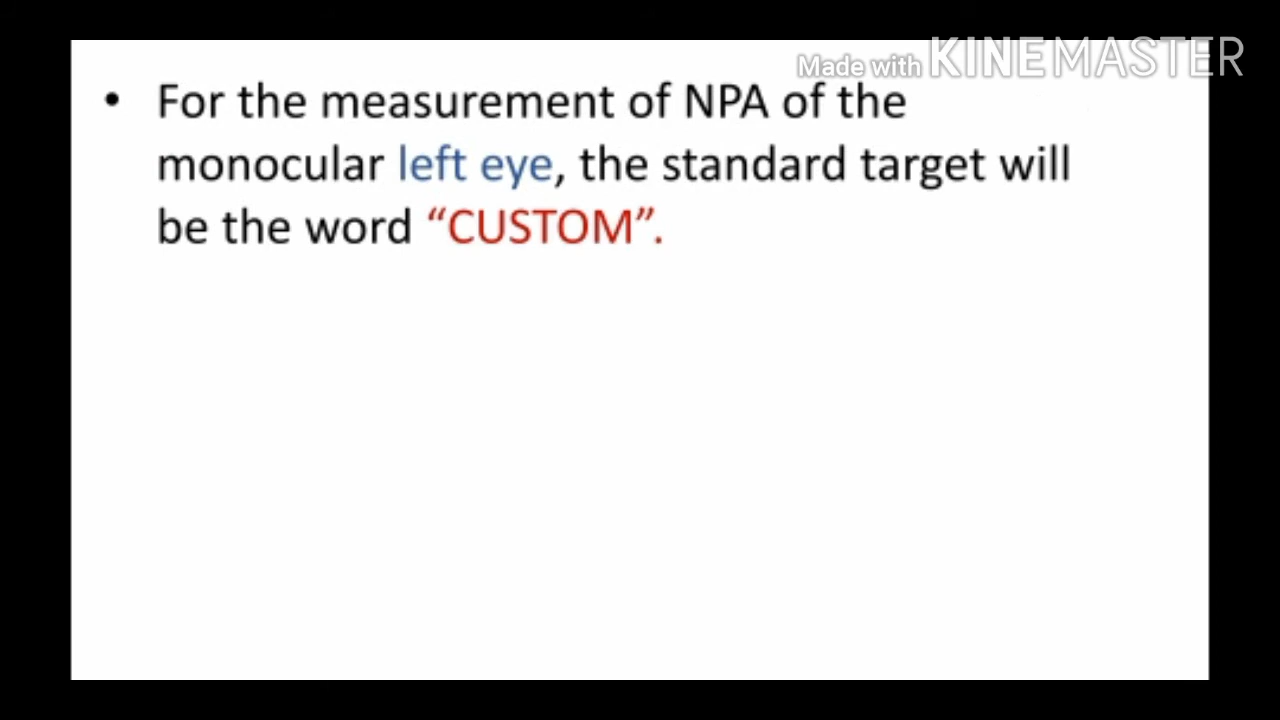 Made with KINEMASTER
• For the measurement of NPA of the
monocular left eye, the standard target will
be the word “CUSTOM”.